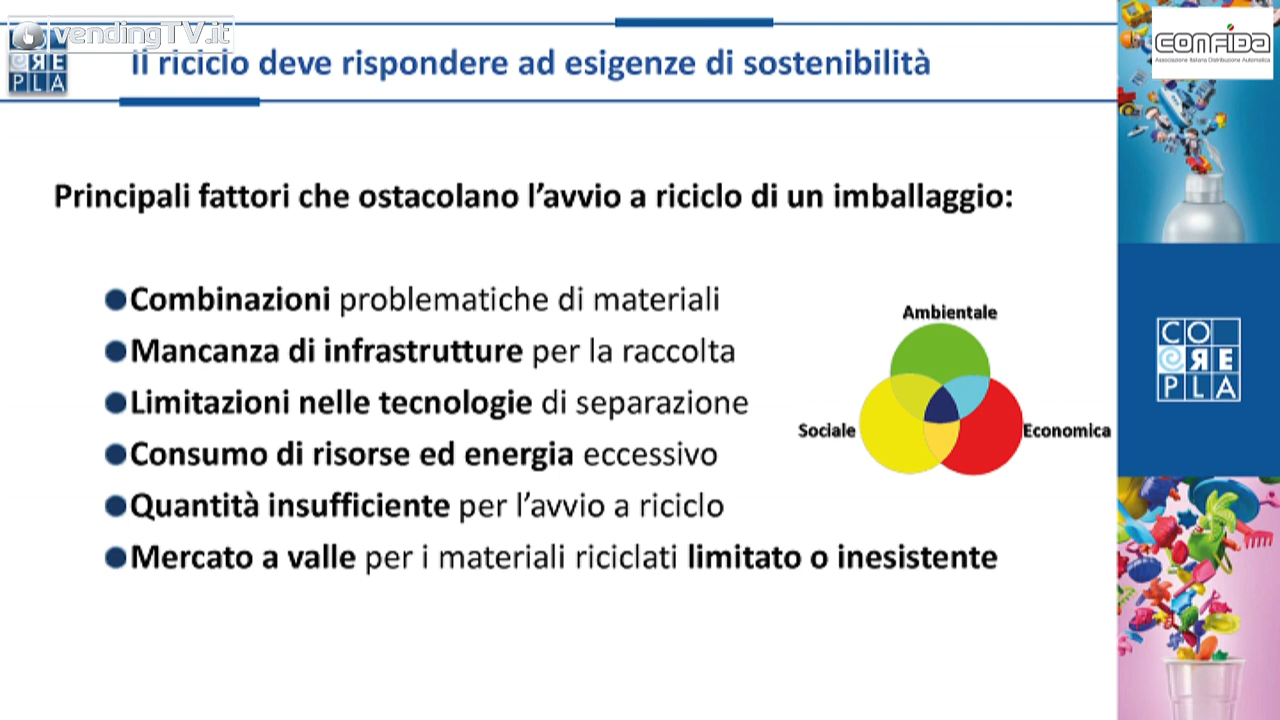 vendingTV.it
CO
REPLA
Il riciclo deve rispondere ad esigenze di sostenibilità
CONFIDA
Associazione Italiana Distribuzione Automatica
Principali fattori che ostacolano l'avvio a riciclo di un imballaggio:
Combinazioni problematiche di materiali
Mancanza di infrastrutture per la raccolta
Limitazioni nelle tecnologie di separazione
Consumo di risorse ed energia eccessivo
Quantità insufficiente per l'avvio a riciclo
Mercato a valle per i materiali riciclati limitato o inesistente
Ambientale
Sociale
Economica
CO
RE
PLA